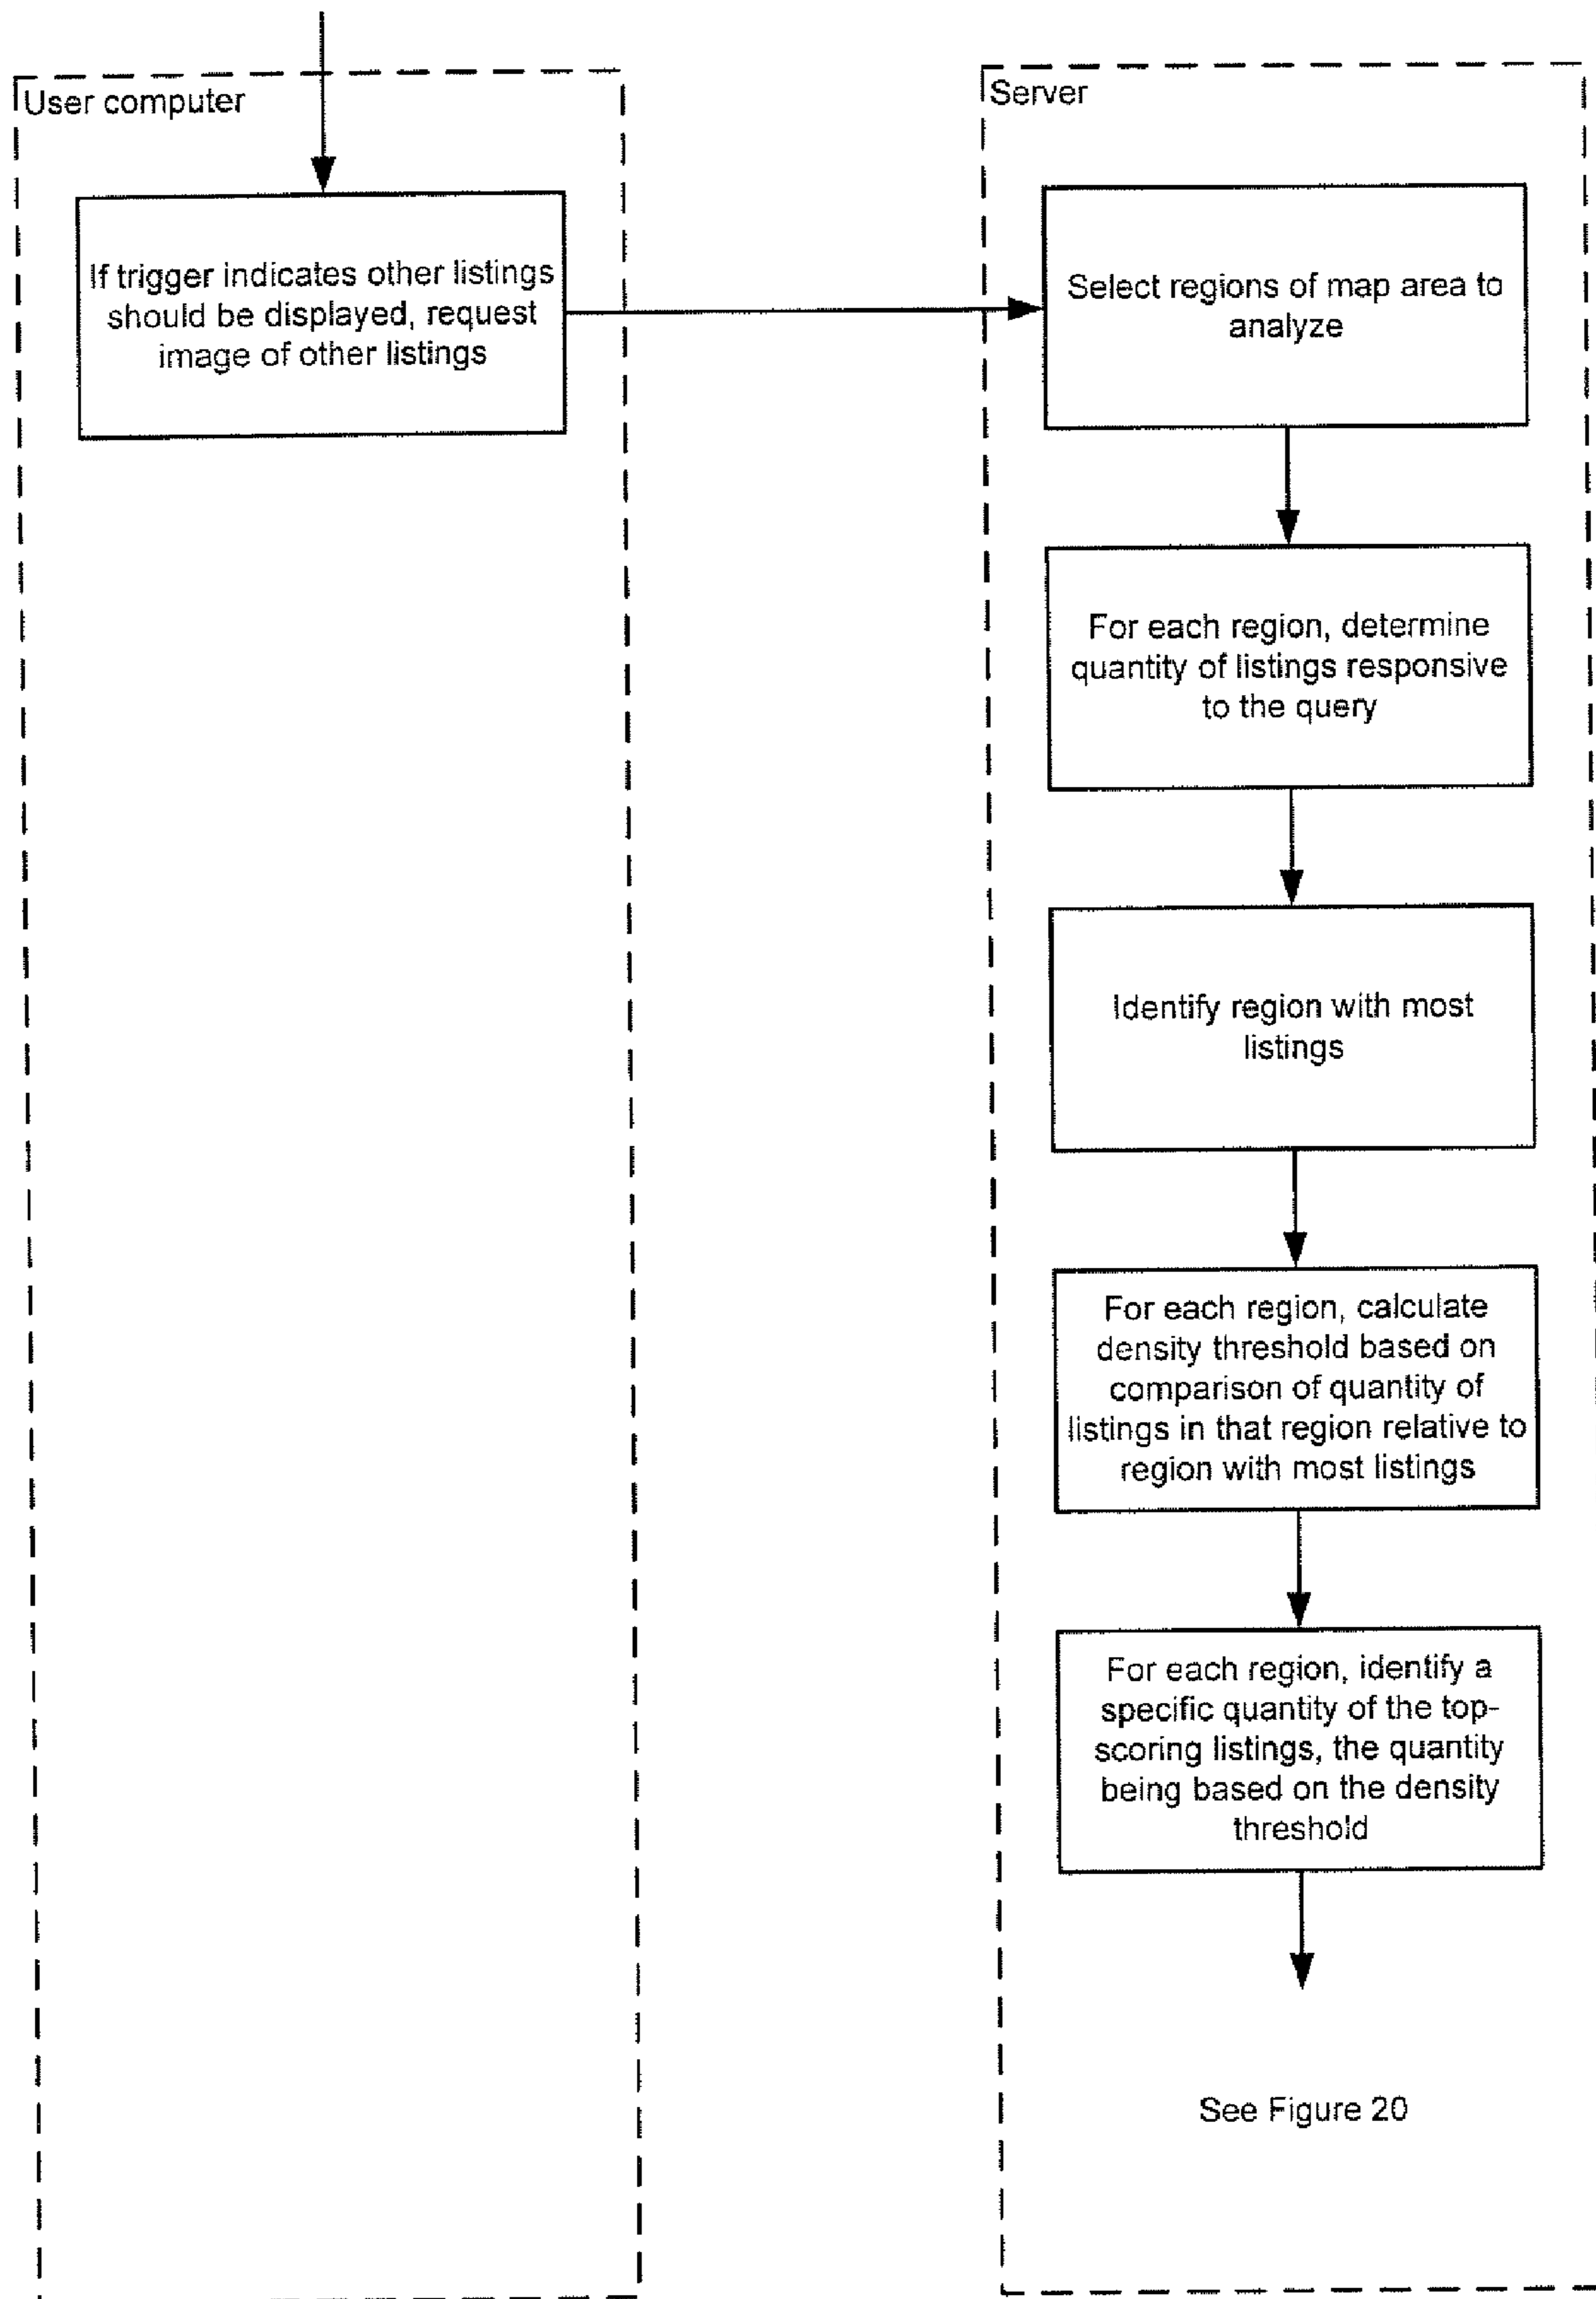 User computer
If trigger indicates other listings
should be displayed, request
image of other listings
Server
Select regions of map area to
analyze
For each region, determine
quantity of listings responsive
to the query
Identify region with most
listings
For each region, calculate
density threshold based on
comparison of quantity of
listings in that region relative to
region with most listings
For each region, identify a
specific quantity of the top-
scoring listings, the quantity
being based on the density
threshold
See Figure 20